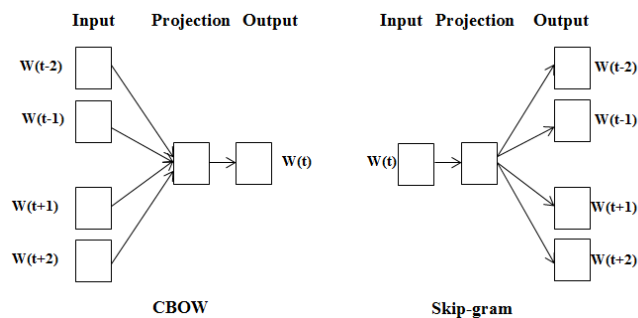 Input Projection Output
W(t-2)
W(t-1)
W(t+1)
W(t+2)
W(t)
CBOW
Input Projection Output
W(t)
W(t-2)
W(t-1)
W(t+1)
W(t+2)
Skip-gram